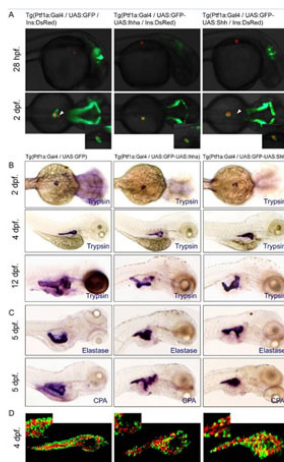 A
Tg(Ptf1a:Gal4 / UAS:GFP / Ins:DsRed)
Tg(Ptf1a:Gal4 / UAS:GFP-UAS:Ihha / Ins:DsRed)
Tg(Ptf1a:Gal4 / UAS:GFP-UAS:Shh / Ins:DsRed)
28 hpf.
2 dpf.
Tg(Ptf1a:Gal4 / UAS:GFP)
Tg(Ptf1a:Gal4 / UAS:GFP-UAS:Ihha)
Tg(Ptf1a:Gal4 / UAS:GFP-UAS:Shh)
B
2 dpf.
Trypsin
Trypsin
Trypsin
4 dpf.
Trypsin
Trypsin
Trypsin
12 dpf.
Trypsin
Trypsin
Trypsin
C
5 dpf.
Elastase
Elastase
Elastase
5 dpf.
CPA
CPA
CPA
D
4 dpf.